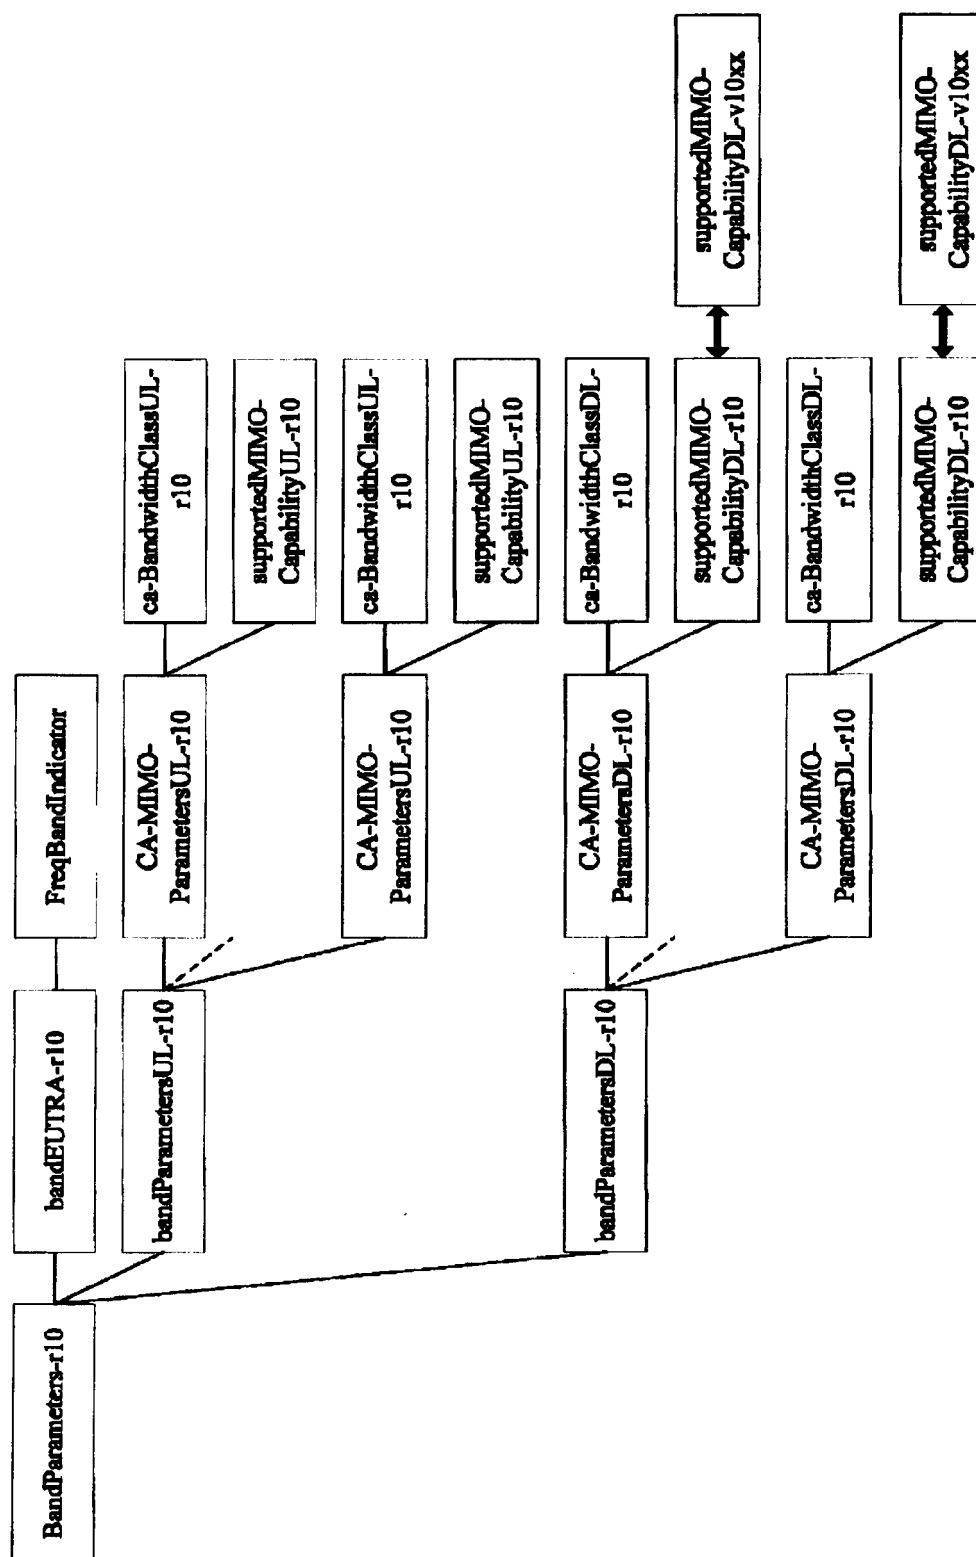 BandParameters-r10
bandEUTRA-r10
FreqBandIndicator
bandParametersUL-r10
CA-MIMO-
ParametersUL-r10
ca-BandwidthClassUL-
r10
supportedMIMO-
CapabilityUL-r10
CA-MIMO-
ParametersUL-r10
ca-BandwidthClassUL-
r10
supportedMIMO-
CapabilityUL-r10
bandParametersDL-r10
CA-MIMO-
ParametersDL-r10
ca-BandwidthClassDL-
r10
supportedMIMO-
CapabilityDL-r10
supportedMIMO-
CapabilityDL-v10xx
CA-MIMO-
ParametersDL-r10
ca-BandwidthClassDL-
r10
supportedMIMO-
CapabilityDL-r10
supportedMIMO-
CapabilityDL-v10xx